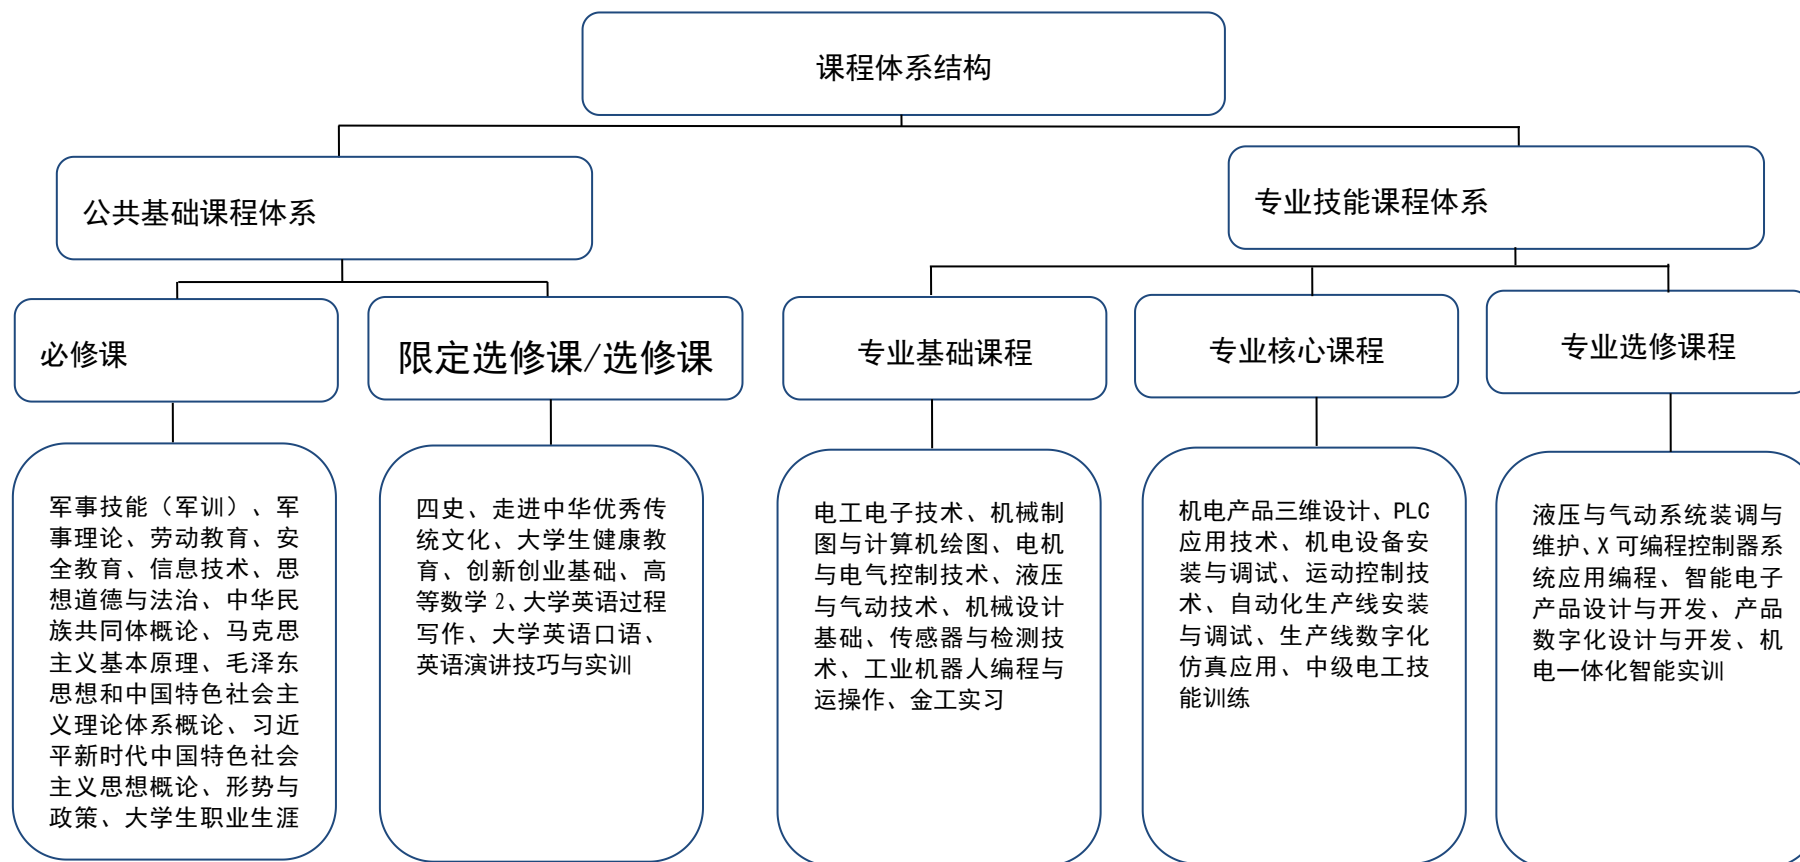 课程体系结构
公共基础课程体系
专业技能课程体系
必修课
限定选修课/选修课
专业基础课程
专业核心课程
专业选修课程
军事技能（军训）、军
事理论、劳动教育、安
全教育、信息技术、思
想道德与法治、中华民
族共同体概论、马克思
主义基本原理、毛泽东
思想和中国特色社会主
义理论体系概论、习近
平新时代中国特色社会
主义思想概论、形势与
政策、大学生职业生涯
四史、走进中华优秀传
统文化、大学生健康教
育、创新创业基础、高
等数学 2、大学英语过程
写作、大学英语口语、
英语演讲技巧与实训
电工电子技术、机械制
图与计算机绘图、电机
与电气控制技术、液压
与气动技术、机械设计
基础、传感器与检测技
术、工业机器人编程与
运操作、金工实习
机电产品三维设计、PLC
应用技术、机电设备安
装与调试、运动控制技
术、自动化生产线安装
与调试、生产线数字化
仿真应用、中级电工技
能训练
液压与气动系统装调与
维护、X 可编程控制器系
统应用编程、智能电子
产品设计与开发、产品
数字化设计与开发、机
电一体化智能实训